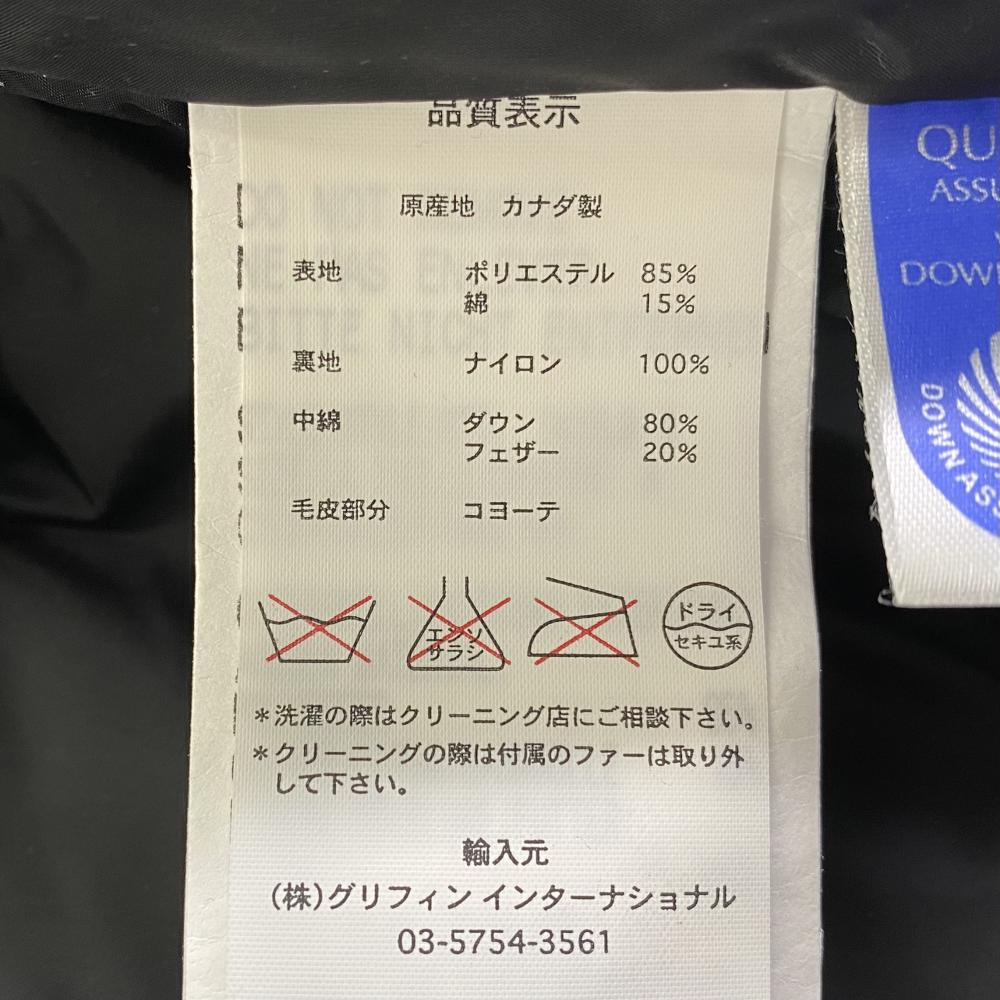 品質表示
原産地 カナダ製
表地 ポリエステル 85%
綿 15%
裏地 ナイロン 100%
中綿 ダウン 80%
フェザー 20%
毛皮部分 コヨーテ
エンソ
サラシ
ドライ
セキユ系
＊洗濯の際はクリーニング店にご相談下さい。
＊クリーニングの際は付属のファーは取り外
して下さい。
輸入元
(株)グリフィン インターナショナル
03-5754-3561
QU
ASSU
DOW
DOWN ASS